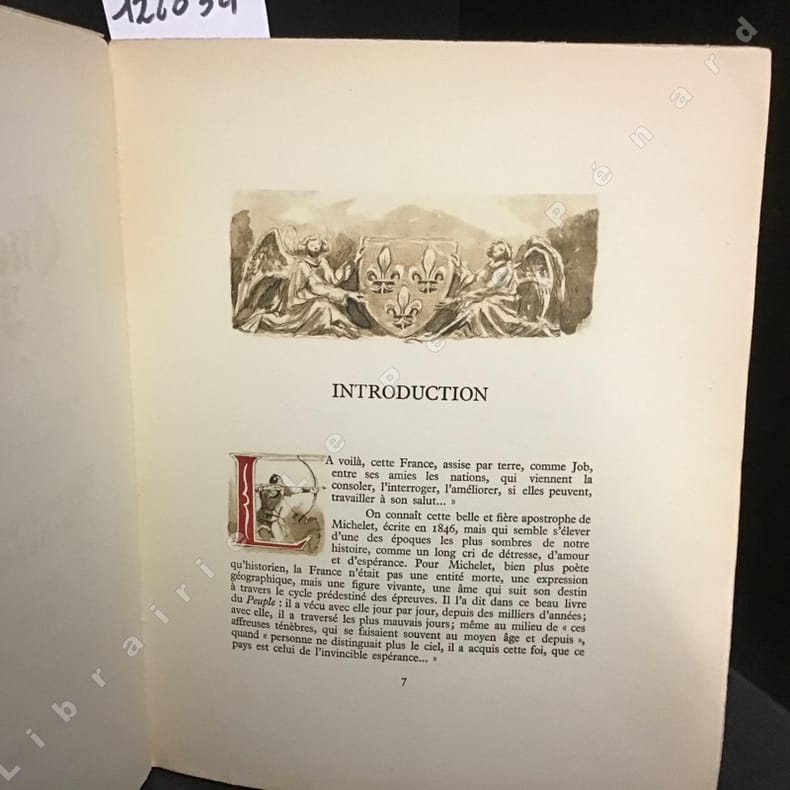 126054
INTRODUCTION
LA voilà, cette France, assise par terre, comme Job,
entre ses amies les nations, qui viennent la
consoler, l'interroger, l'améliorer, si elles peuvent,
travailler à son salut... »
On connaît cette belle et fière apostrophe de
Michelet, écrite en 1846, mais qui semble s'élever
d'une des époques les plus sombres de notre
histoire, comme un long cri de détresse, d'amour
et d'espérance. Pour Michelet, bien plus poète
qu'historien, la France n'était pas une entité morte, une expression
géographique, mais une figure vivante, une âme qui suit son destin
à travers le cycle prédestiné des épreuves. Il l'a dit dans ce beau livre
du Peuple : il a vécu avec elle jour par jour, depuis des milliers d'années ;
avec elle, il a traversé les plus mauvais jours ; même au milieu de « ces
affreuses ténèbres, qui se faisaient souvent au moyen âge et depuis »,
quand « personne ne distinguait plus le ciel, il a acquis cette foi, que ce
pays est celui de l'invincible espérance... »
7
Librairie Le Père Pénard